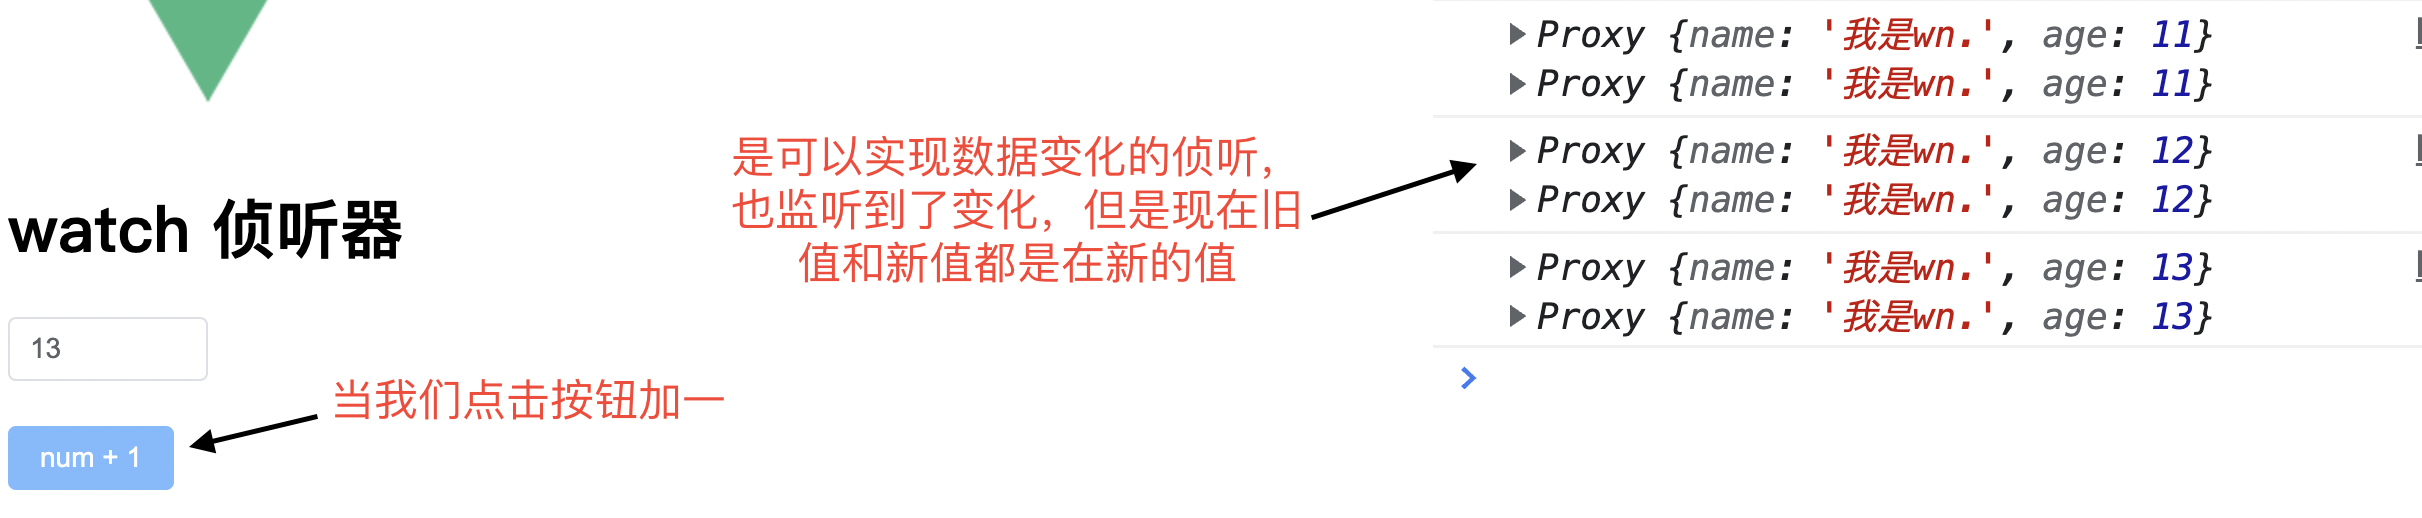 Proxy {name: '我是wn.', age: 11}
Proxy {name: '我是wn.', age: 11}
Proxy {name: '我是wn.', age: 12}
Proxy {name: '我是wn.', age: 12}
Proxy {name: '我是wn.', age: 13}
Proxy {name: '我是wn.', age: 13}
是可以实现数据变化的侦听，
也监听到了变化，但是现在旧
值和新值都是在新的值
watch 侦听器
13
当我们点击按钮加一
num + 1